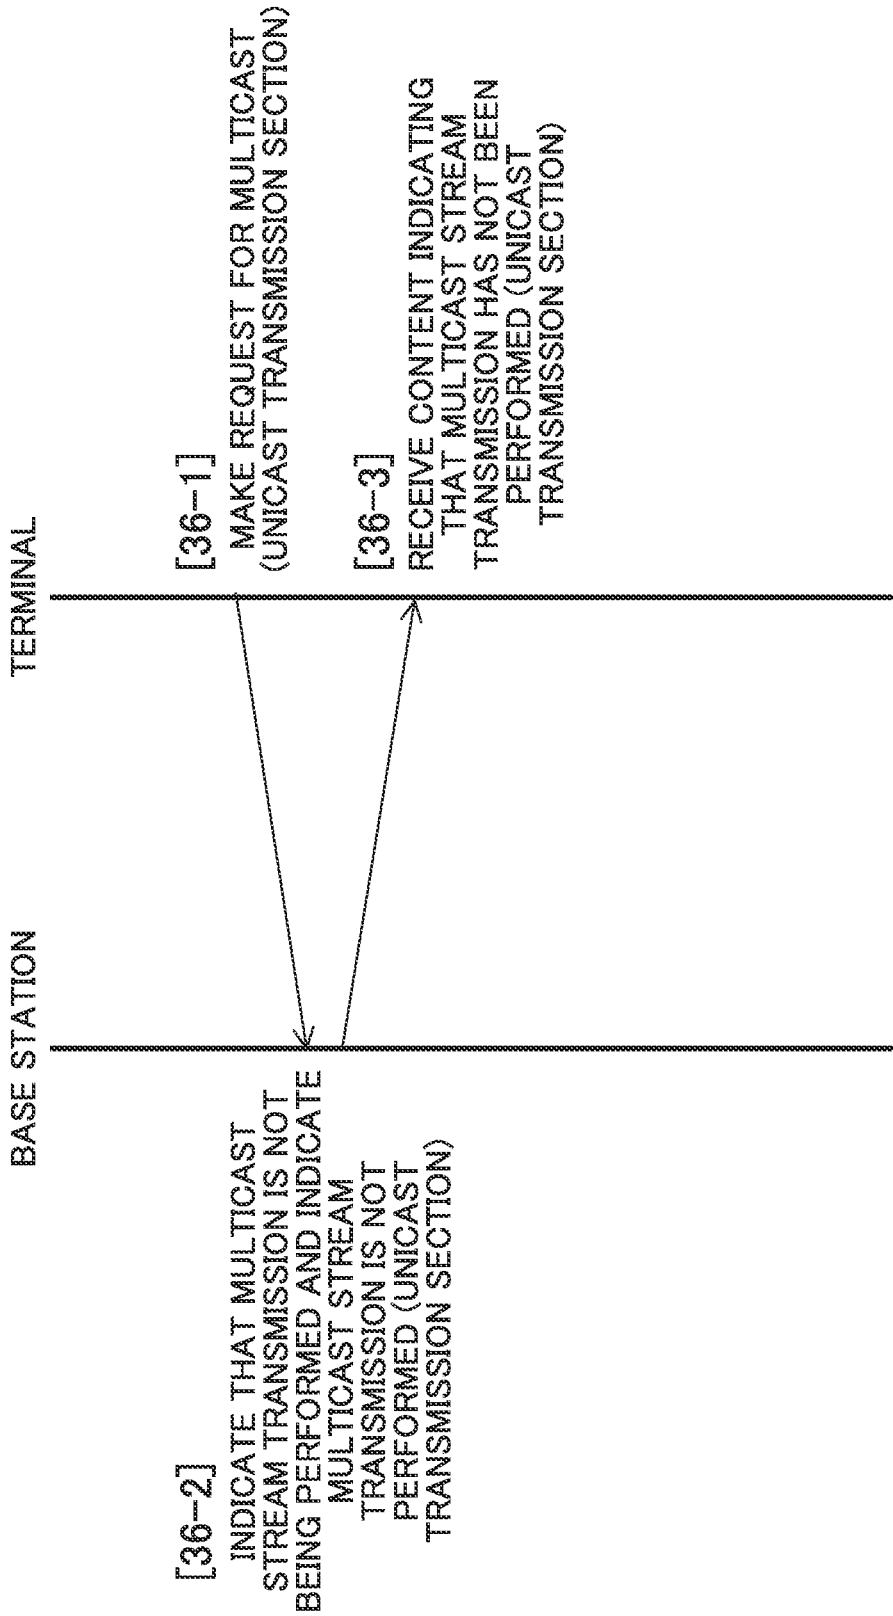 BASE STATION
TERMINAL
[36-1]
MAKE REQUEST FOR MULTICAST
(UNICAST TRANSMISSION SECTION)
[36-2]
INDICATE THAT MULTICAST
STREAM TRANSMISSION IS NOT
BEING PERFORMED AND INDICATE
MULTICAST STREAM
TRANSMISSION IS NOT
PERFORMED (UNICAST
TRANSMISSION SECTION)
[36-3]
RECEIVE CONTENT INDICATING
THAT MULTICAST STREAM
TRANSMISSION HAS NOT BEEN
PERFORMED (UNICAST
TRANSMISSION SECTION)